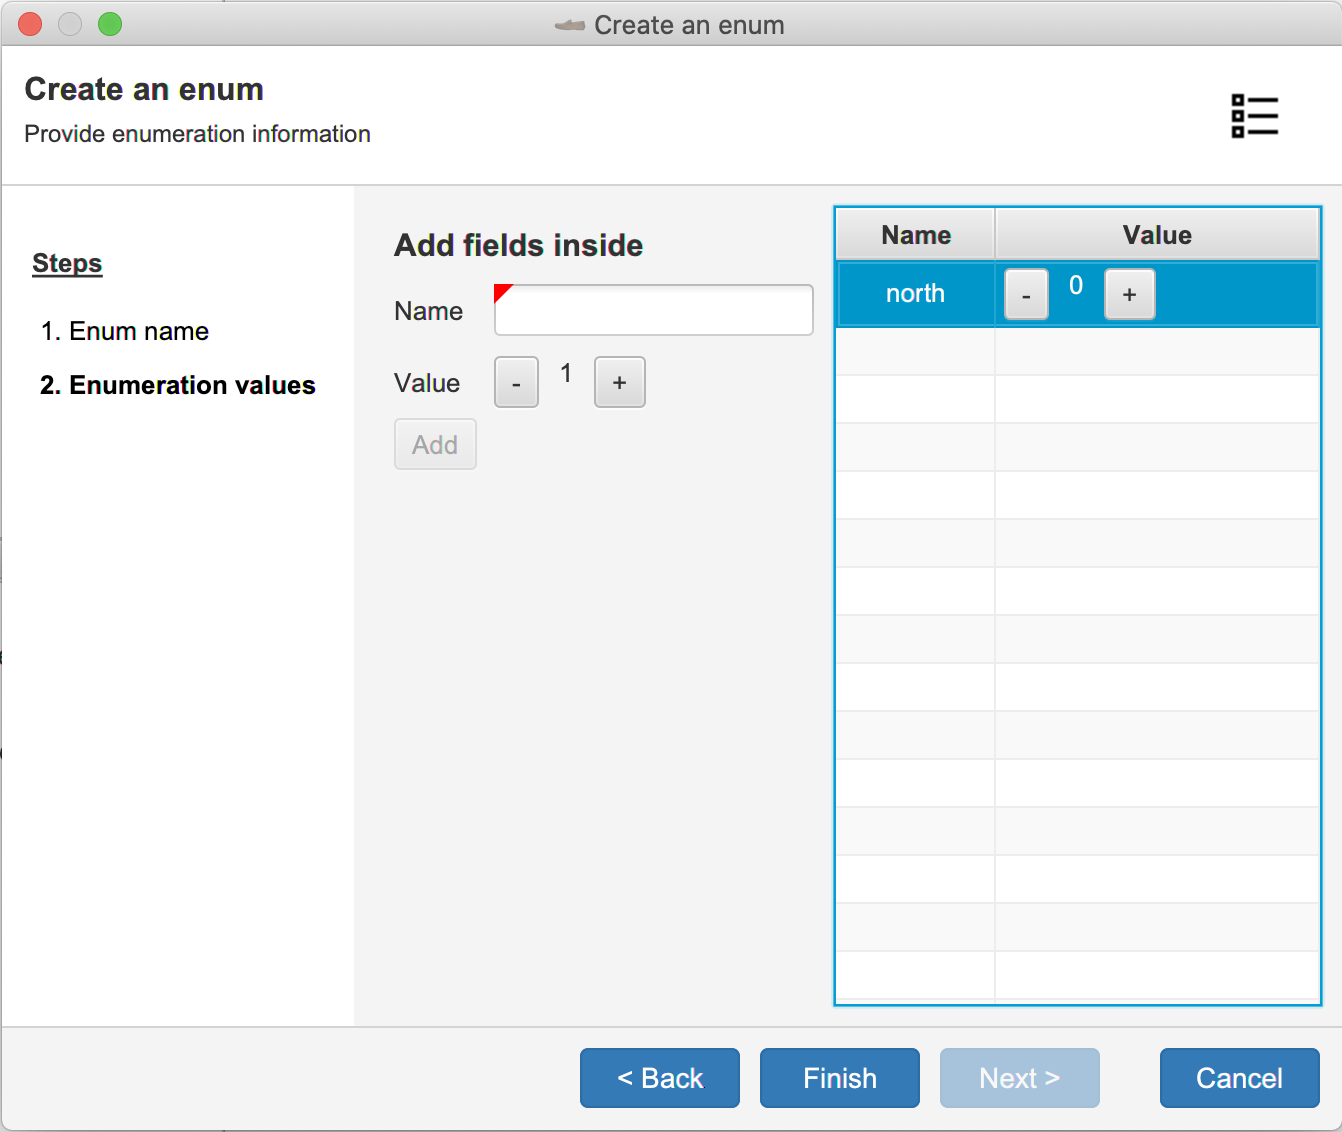 Create an enum
Create an enum
Provide enumeration information
Steps
1. Enum name
2. Enumeration values
Add fields inside
Name
Value - 1 +
Add
Name Value
north - 0 +
< Back Finish Next > Cancel